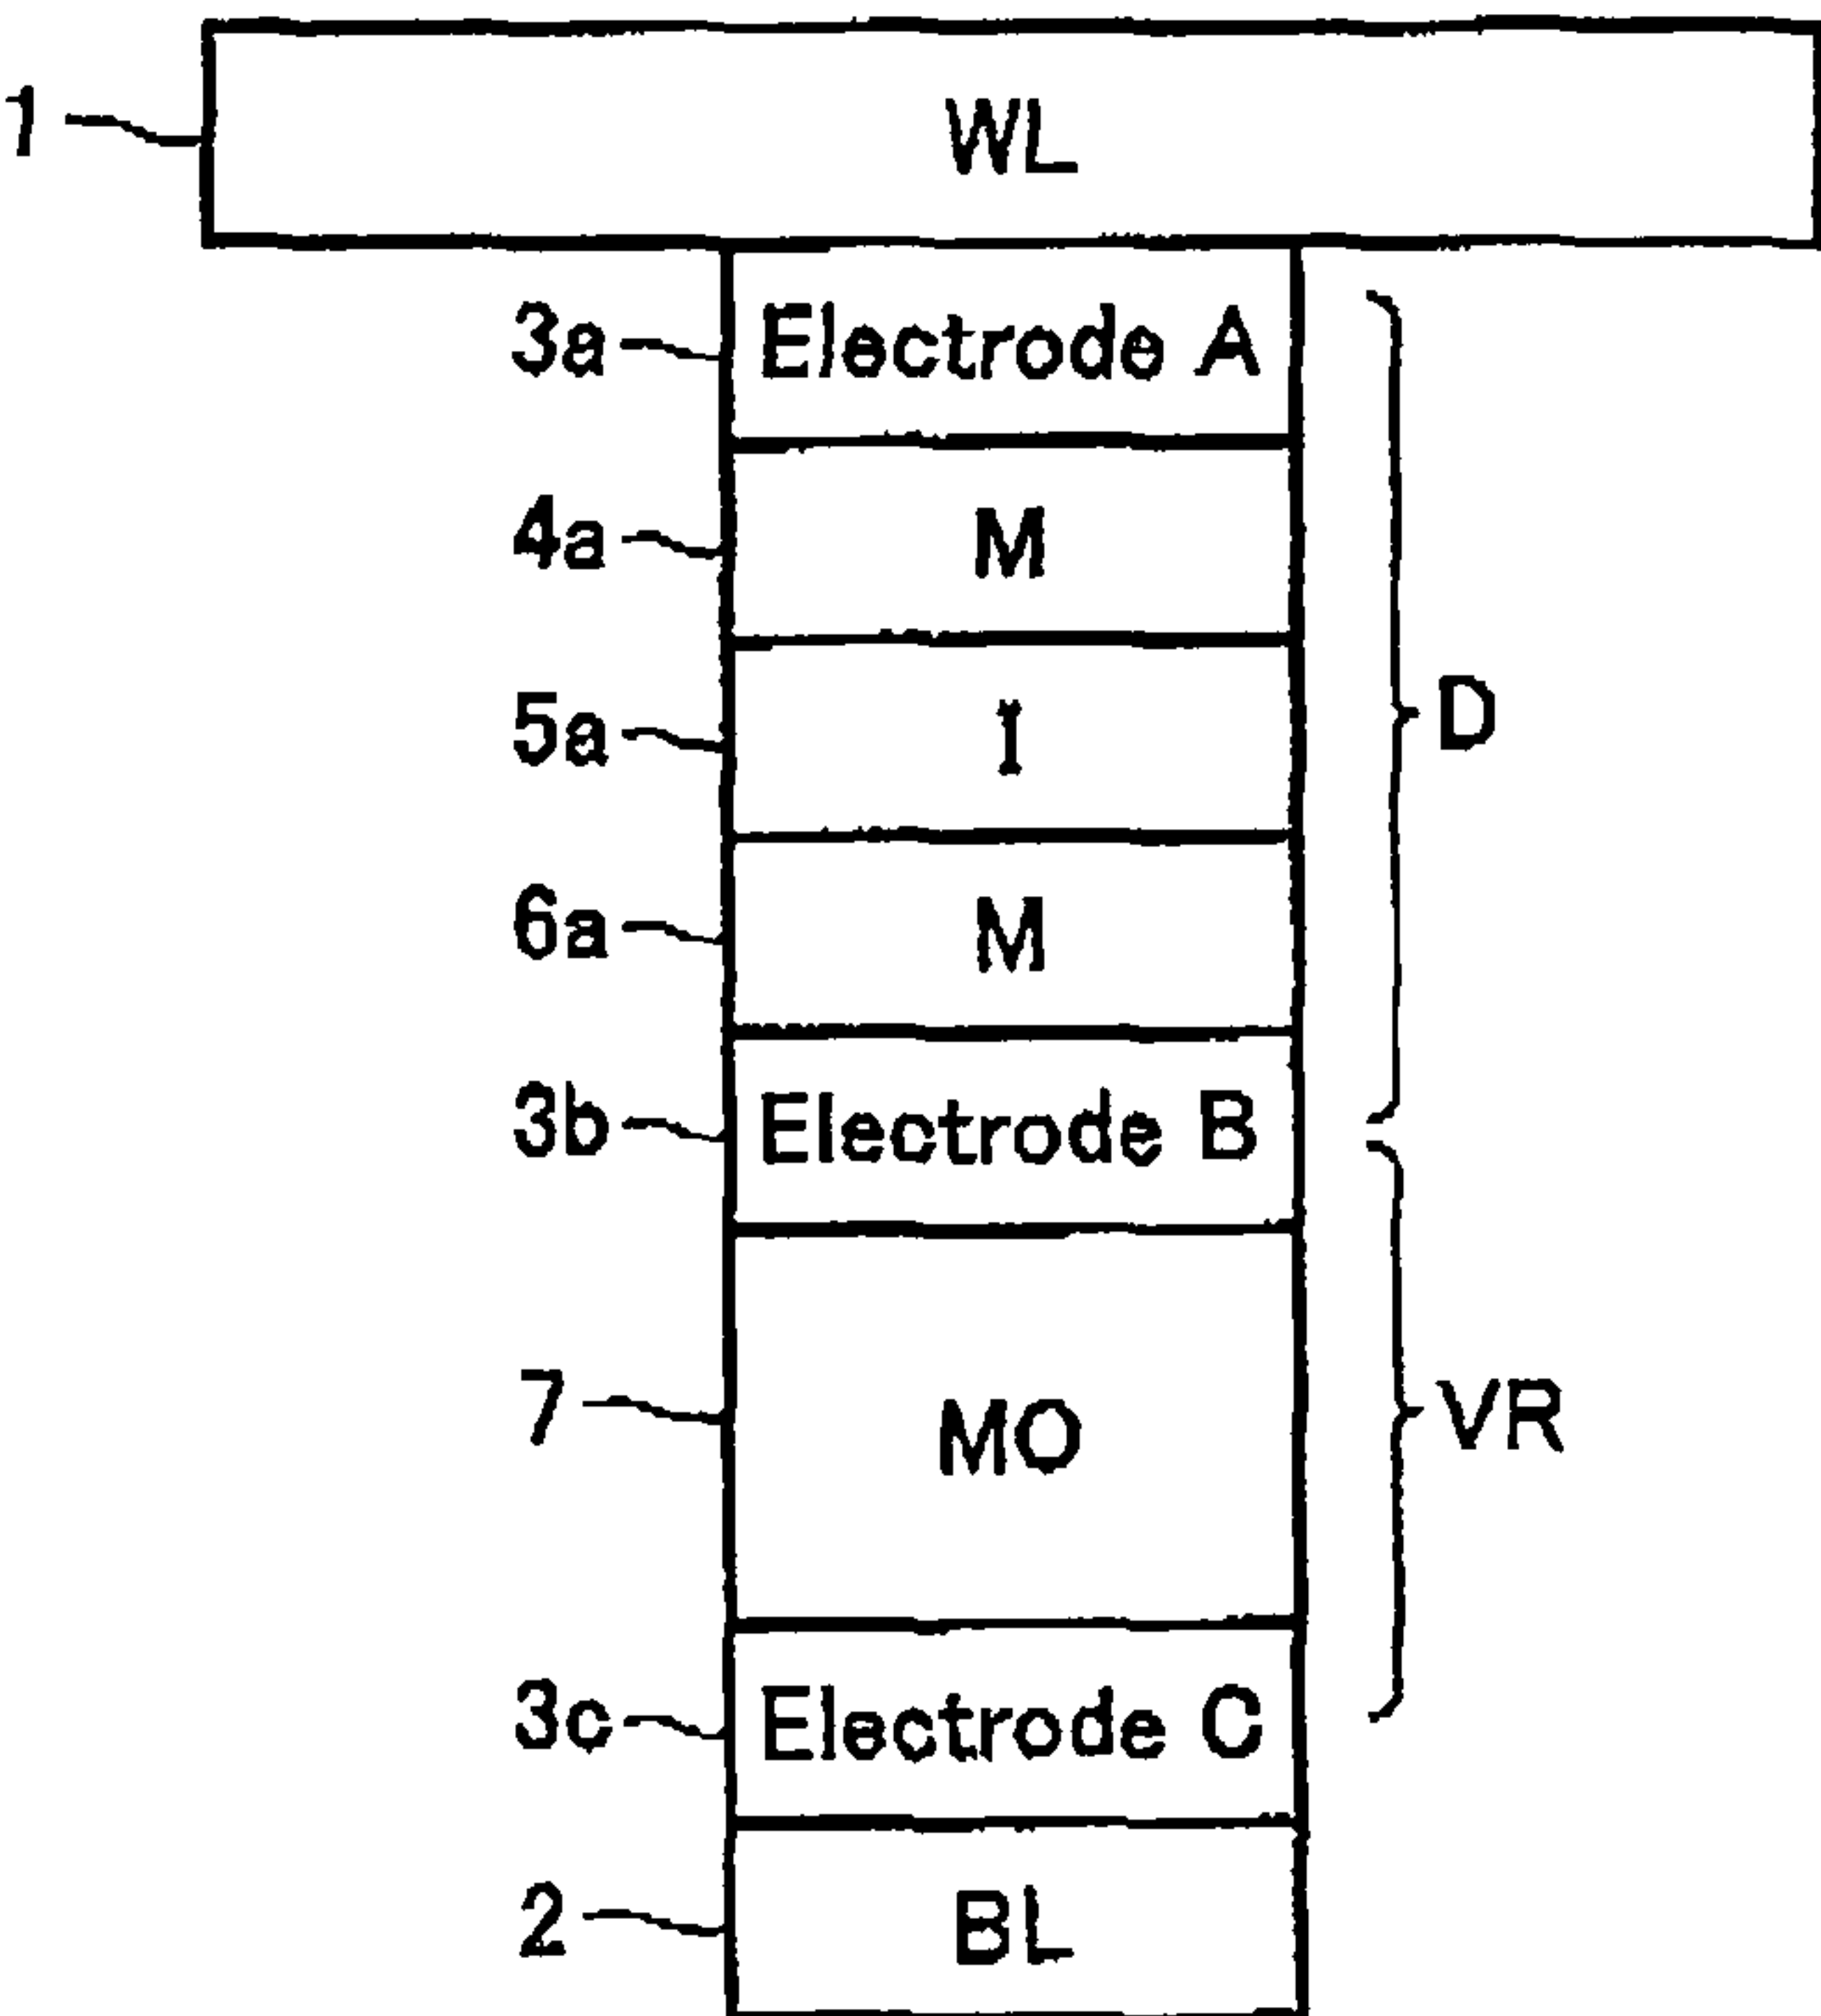 1 WL
3a Electrode A
4a M
5a I D
6a M
3b Electrode B
7 MO VR
3c Electrode C
2 BL